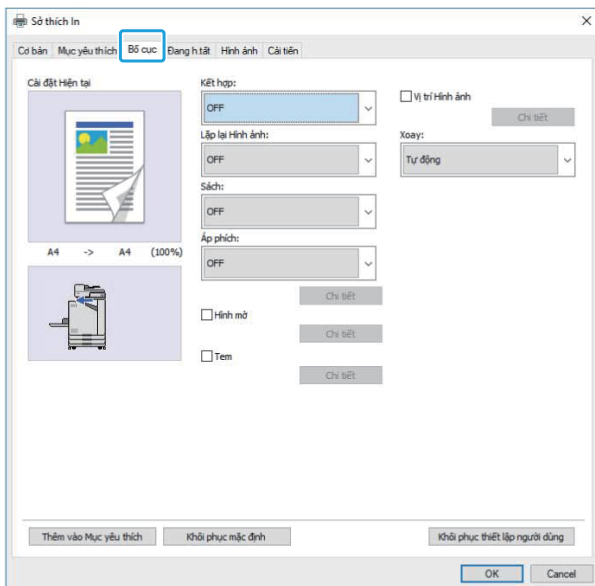 Sở thích In
Cơ bản Mục yêu thích Bố cục Đang h.tất Hình ảnh Cải tiến
Cài đặt Hiện tại
A4 -> A4 (100%)
Kết hợp:
OFF
Lặp lại Hình ảnh:
OFF
Sách:
OFF
Áp phích:
OFF
Chi tiết
Hình mờ
Chi tiết
Tem
Chi tiết
Vị trí Hình ảnh
Chi tiết
Xoay:
Tự động
Thêm vào Mục yêu thích Khôi phục mặc định Khôi phục thiết lập người dùng
OK Cancel